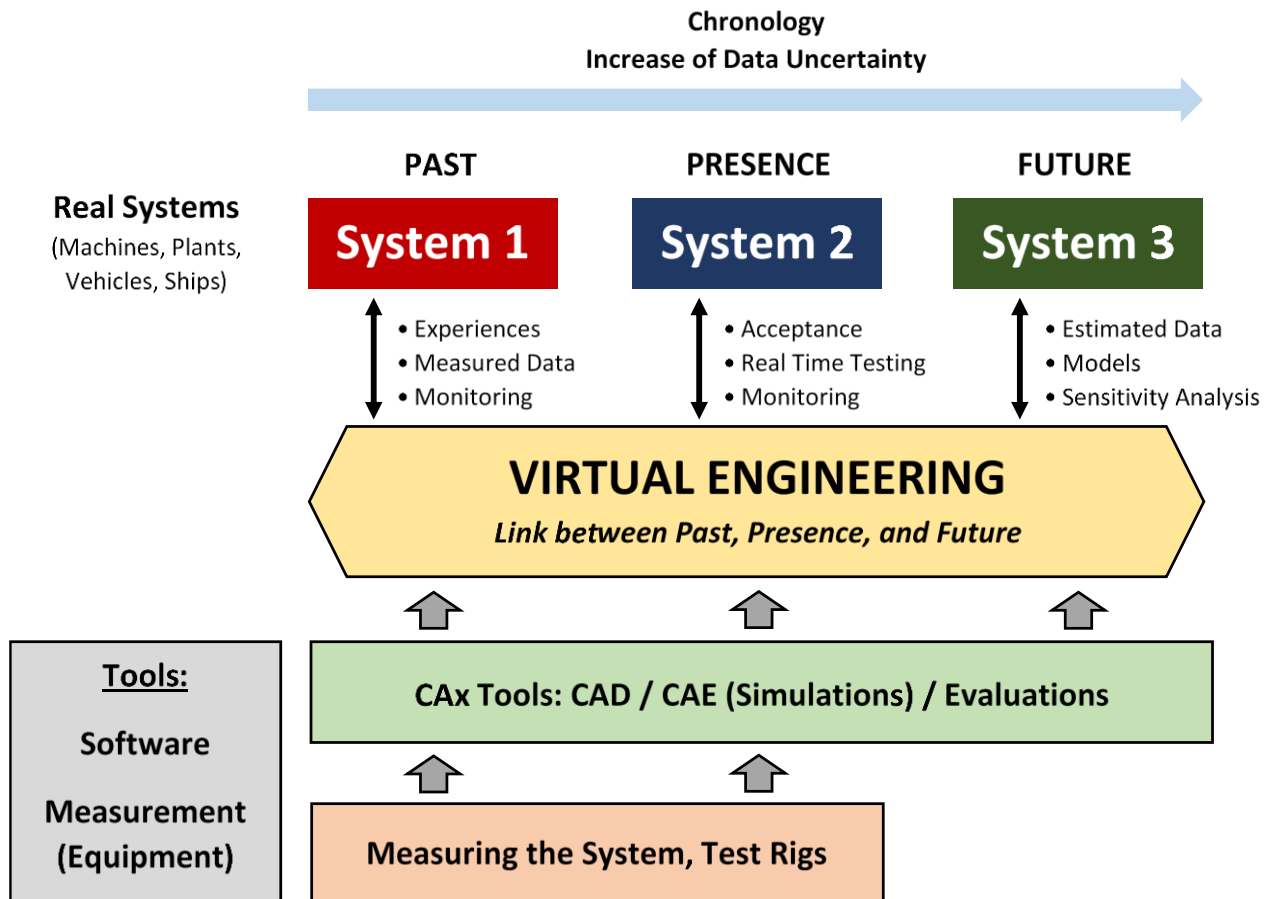 Chronology
Increase of Data Uncertainty
PAST
PRESENCE
FUTURE
Real Systems
(Machines, Plants,
Vehicles, Ships)
System 1
System 2
System 3
• Experiences
• Measured Data
• Monitoring
• Acceptance
• Real Time Testing
• Monitoring
• Estimated Data
• Models
• Sensitivity Analysis
VIRTUAL ENGINEERING
Link between Past, Presence, and Future
Tools:
Software
Measurement
(Equipment)
CAx Tools: CAD / CAE (Simulations) / Evaluations
Measuring the System, Test Rigs